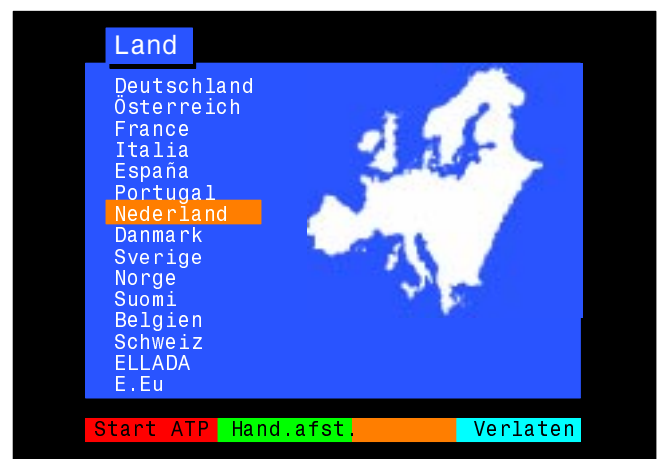 Land
Deutschland
Österreich
France
Italia
España
Portugal
Nederland
Danmark
Sverige
Norge
Suomi
Belgien
Schweiz
ELLADA
E.Eu
Start ATP Hand.afst. Verlaten